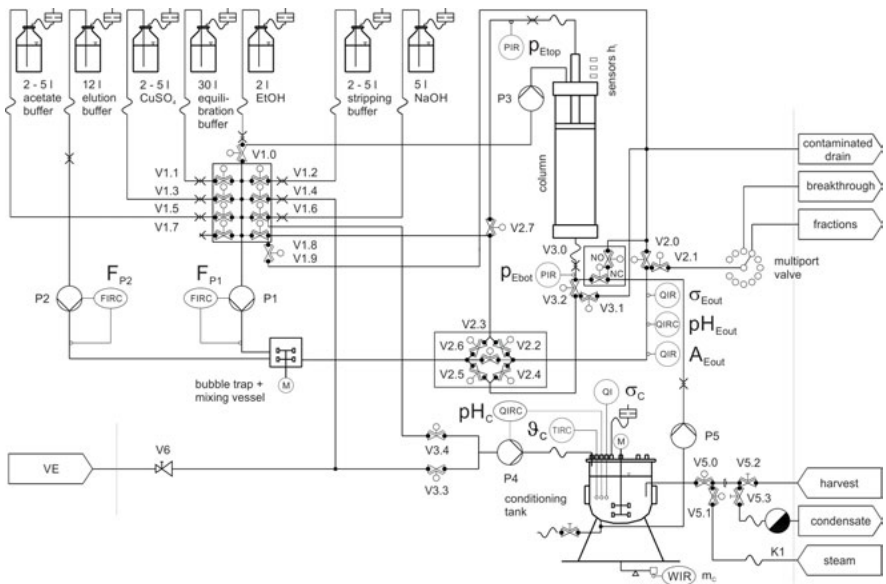 2 - 5 l
acetate
buffer
12 l
elution
buffer
2 - 5 l
CuSO₄
30 l
equili-
bration
buffer
2 l
EtOH
2 - 5 l
stripping
buffer
5 l
NaOH
PIR
pEtop
sensors hᵢ
P3
column
V1.0
V1.1
V1.2
V1.3
V1.4
V1.5
V1.6
V1.7
V1.8
V1.9
V2.7
V3.0
NO
NC
V2.0
V2.1
pEbot
PIR
V3.2
V3.1
contaminated
drain
breakthrough
fractions
multiport
valve
FP2
FP1
P2
FIRC
FIRC
P1
QIR
σEout
QIRC
pHEout
QIR
AEout
V2.3
V2.6
V2.2
V2.5
V2.4
M
bubble trap +
mixing vessel
pHC
QIRC
QI
σC
ϑC
TIRC
M
P5
VE
V6
V3.4
V3.3
P4
conditioning
tank
V5.0
V5.2
V5.1
V5.3
harvest
condensate
K1
steam
WIR
mc